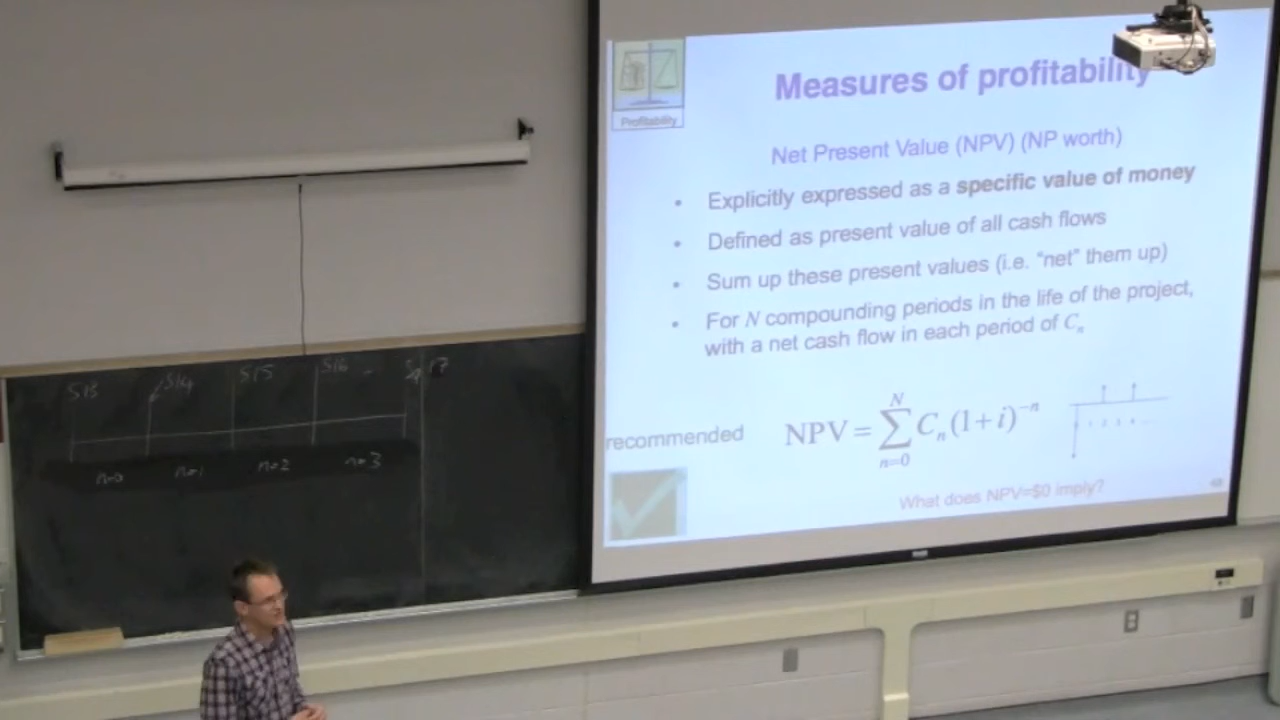 Measures of profitability
Profitability
Net Present Value (NPV) (NP worth)
• Explicitly expressed as a specific value of money
• Defined as present value of all cash flows
• Sum up these present values (i.e. "net" them up)
• For N compounding periods in the life of the project,
with a net cash flow in each period of Cₙ
recommended
NPV = ∑ₙ₌₀ᴺ Cₙ(1+i)⁻ⁿ
What does NPV=$0 imply?
S13 S14 S15 S16
n=0 n=1 n=2 n=3